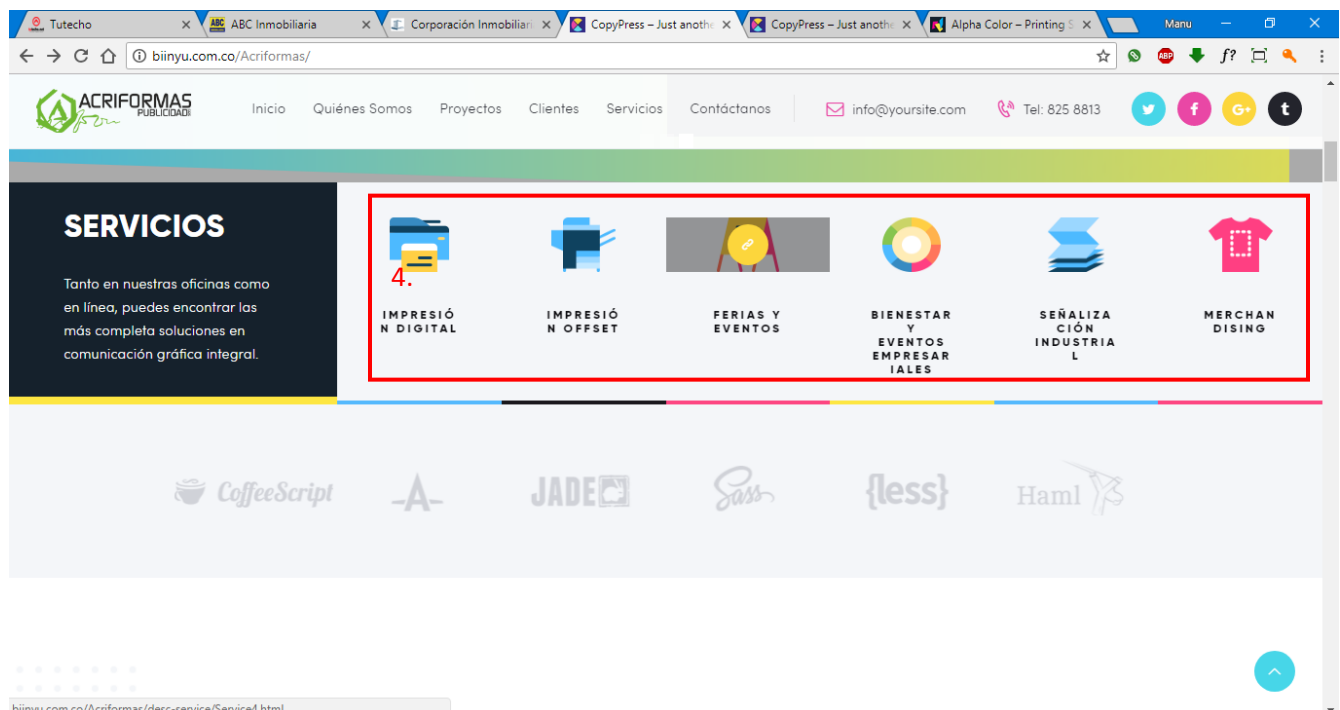 Tutecho
ABC Inmobiliaria
Corporación Inmobiliari
CopyPress – Just anothe
CopyPress – Just anothe
Alpha Color – Printing S
Manu
biinyu.com.co/Acriformas/
ABP
f?
ACRIFORMAS
PUBLICIDAD
Inicio
Quiénes Somos
Proyectos
Clientes
Servicios
Contáctanos
info@yoursite.com
Tel: 825 8813
SERVICIOS
Tanto en nuestras oficinas como
en línea, puedes encontrar las
más completa soluciones en
comunicación gráfica integral.
4.
IMPRESIÓ
N DIGITAL
IMPRESIÓ
N OFFSET
FERIAS Y
EVENTOS
BIENESTAR
Y
EVENTOS
EMPRESAR
IALES
SEÑALIZA
CIÓN
INDUSTRIA
L
MERCHAN
DISING
CoffeeScript
-A-
JADE
Sass
{less}
Haml
biinyu.com.co/Acriformas/desc-service/Service4.html